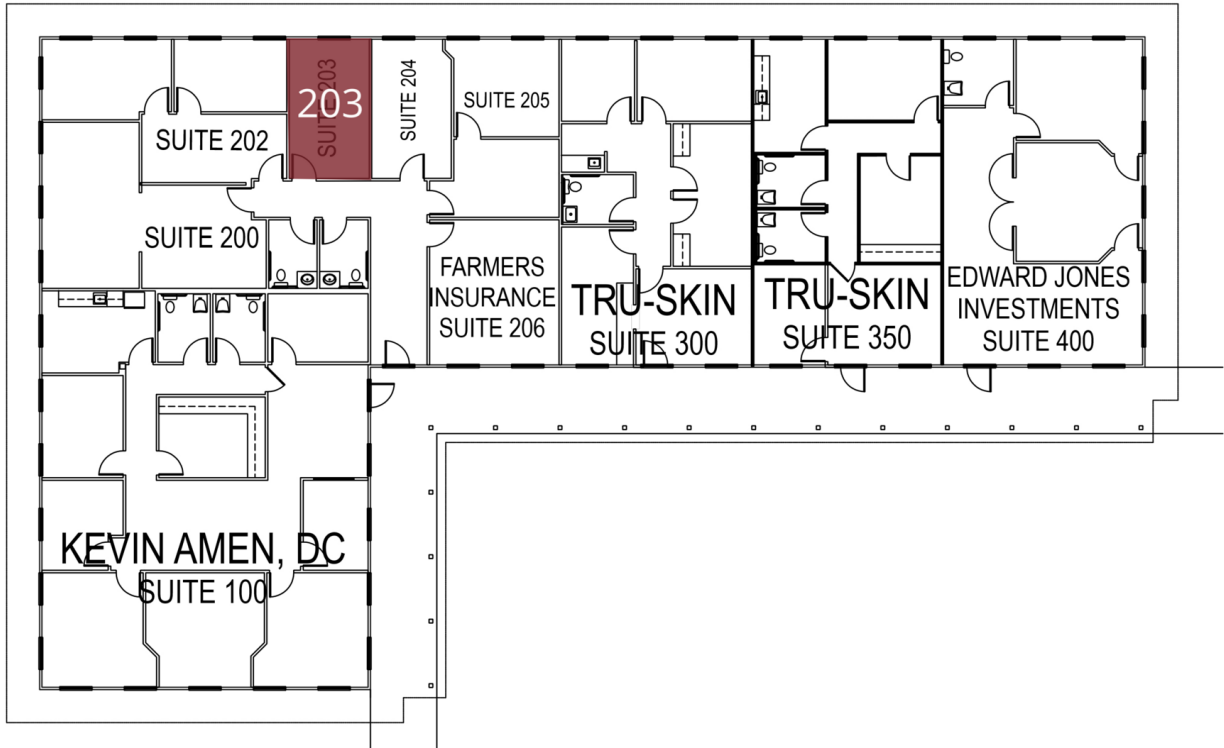 SUITE 203
203
SUITE 204
SUITE 205
SUITE 202
SUITE 200
FARMERS
INSURANCE
SUITE 206
TRU-SKIN
SUITE 300
TRU-SKIN
SUITE 350
EDWARD JONES
INVESTMENTS
SUITE 400
KEVIN AMEN, DC
SUITE 100